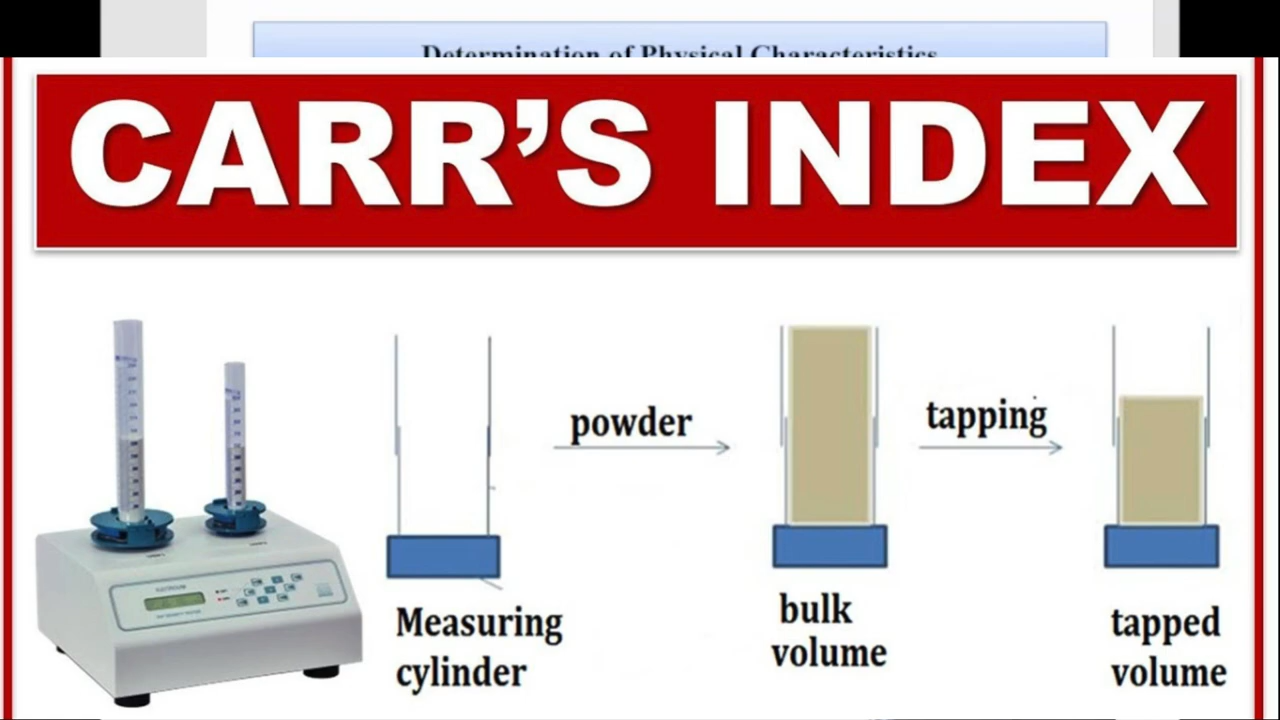 Determination of Physical Characteristics
CARR'S INDEX
powder
tapping
Measuring
cylinder
bulk
volume
tapped
volume